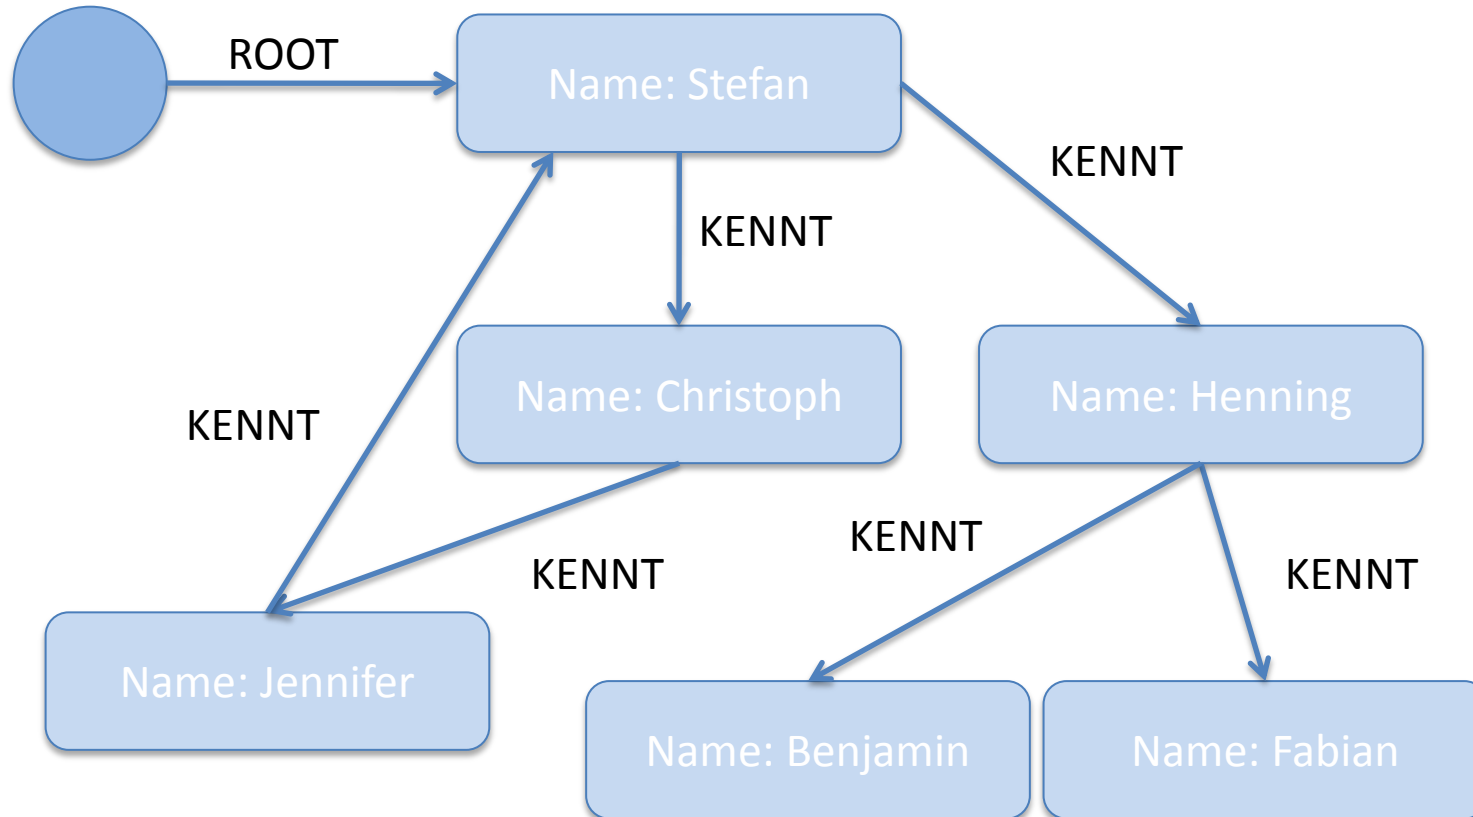 ROOT
Name: Stefan
KENNT
KENNT
Name: Christoph
Name: Henning
KENNT
KENNT
KENNT
KENNT
Name: Jennifer
Name: Benjamin
Name: Fabian